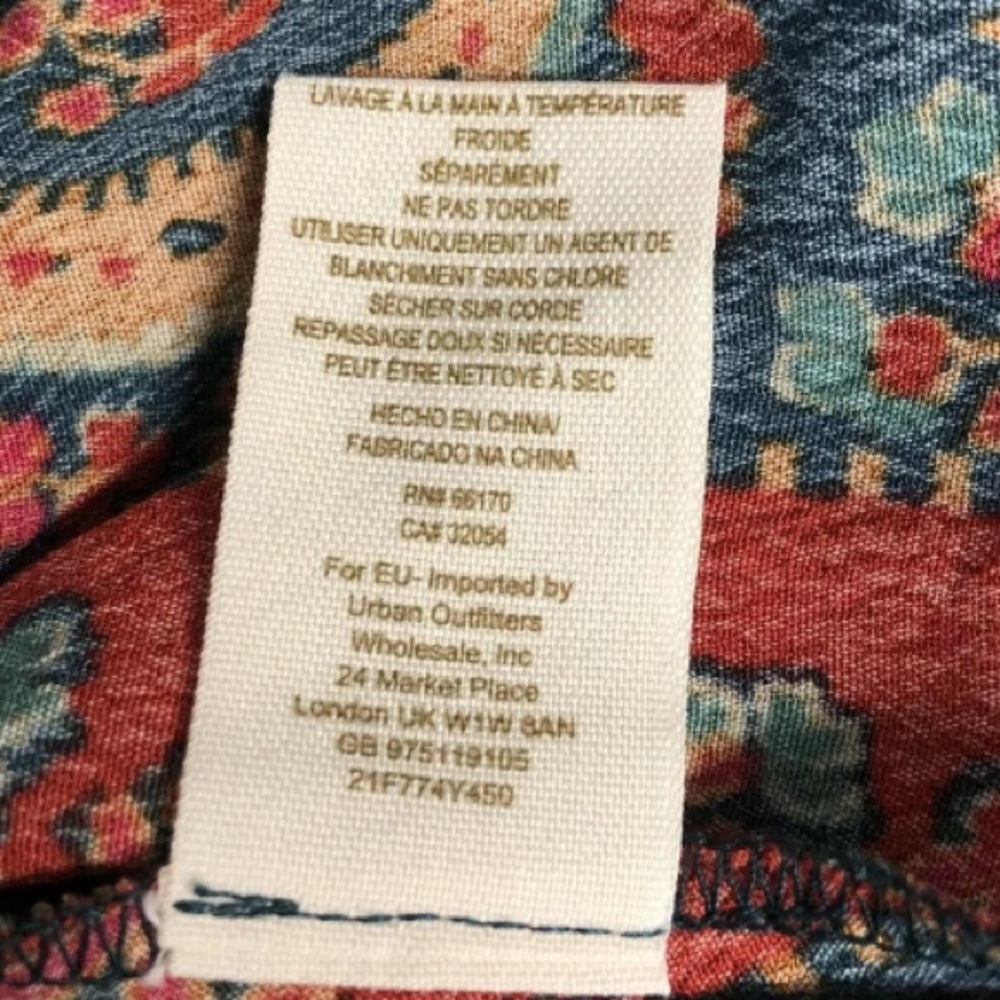 LAVAGE À LA MAIN À TEMPÉRATURE
FROIDE
SÉPARÉMENT
NE PAS TORDRE
UTILISER UNIQUEMENT UN AGENT DE
BLANCHIMENT SANS CHLORE
SÉCHER SUR CORDE
REPASSAGE DOUX SI NÉCESSAIRE
PEUT ÊTRE NETTOYÉ À SEC
HECHO EN CHINA/
FABRICADO NA CHINA
RN# 66170
CA# 32054
For EU- Imported by
Urban Outfitters
Wholesale, Inc
24 Market Place
London UK W1W 8AN
GB 975119105
21F774Y450